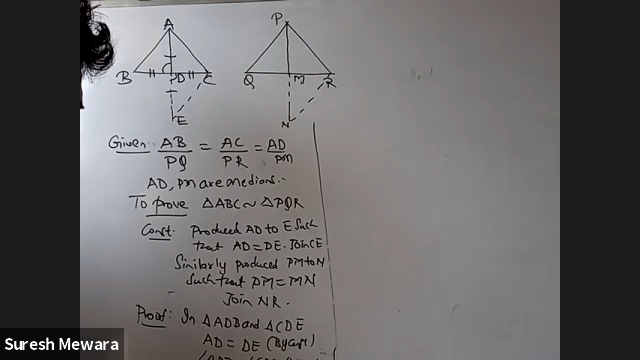 A
P
B
D
C
Q
M
R
E
N
Given: AB/PQ = AC/PR = AD/PM
AD, PM are medians.
To prove ΔABC ~ ΔPQR
Const: Produced AD to E such
that AD = DE. Join CE
Similarly produced PM to N
such that PM = MN
Join NR.
Proof: In ΔADB and ΔCDE
AD = DE (By Const)
Suresh Mewara